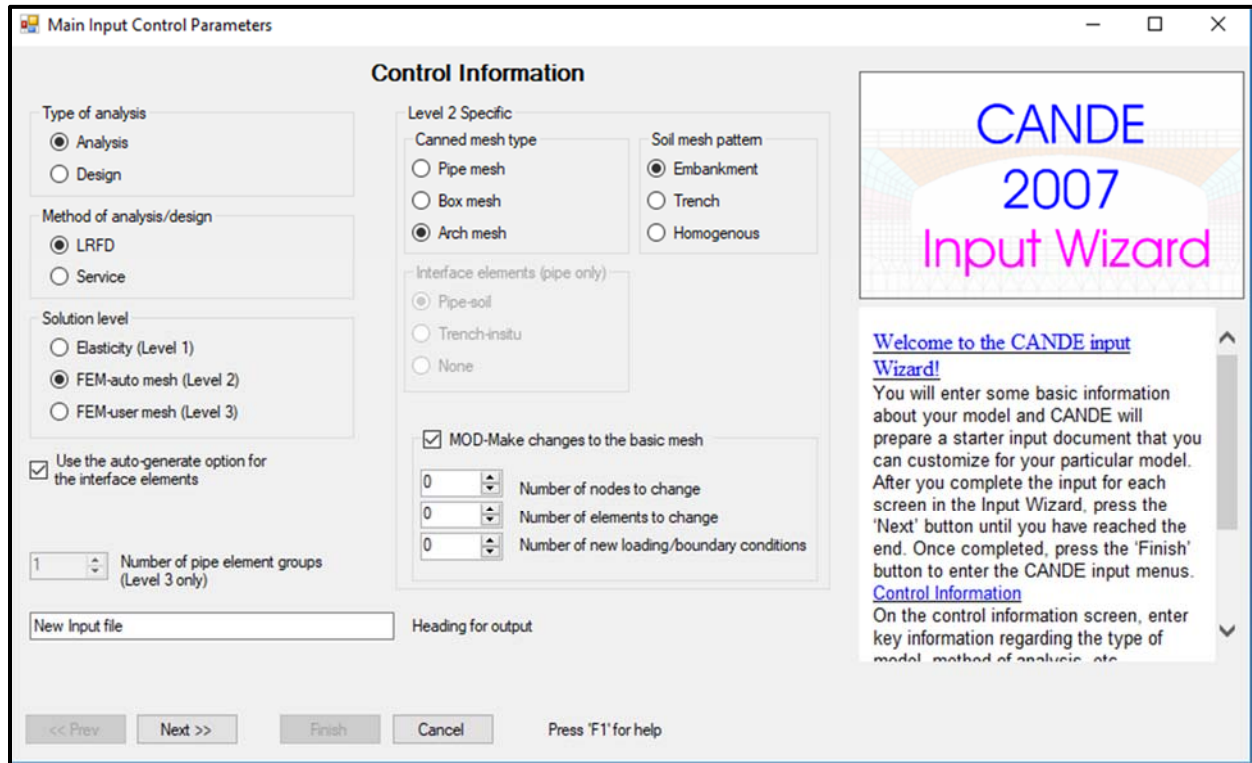 Main Input Control Parameters
Control Information
Type of analysis
Analysis
Design
Method of analysis/design
LRFD
Service
Solution level
Elasticity (Level 1)
FEM-auto mesh (Level 2)
FEM-user mesh (Level 3)
Use the auto-generate option for
the interface elements
1
Number of pipe element groups
(Level 3 only)
New Input file
Heading for output
Level 2 Specific
Canned mesh type
Pipe mesh
Box mesh
Arch mesh
Soil mesh pattern
Embankment
Trench
Homogenous
Interface elements (pipe only)
Pipe-soil
Trench-insitu
None
MOD-Make changes to the basic mesh
0 Number of nodes to change
0 Number of elements to change
0 Number of new loading/boundary conditions
CANDE
2007
Input Wizard
Welcome to the CANDE input
Wizard!
You will enter some basic information
about your model and CANDE will
prepare a starter input document that you
can customize for your particular model.
After you complete the input for each
screen in the Input Wizard, press the
'Next' button until you have reached the
end. Once completed, press the 'Finish'
button to enter the CANDE input menus.
Control Information
On the control information screen, enter
key information regarding the type of
model, method of analysis, etc.
<< Prev
Next >>
Finish
Cancel
Press 'F1' for help